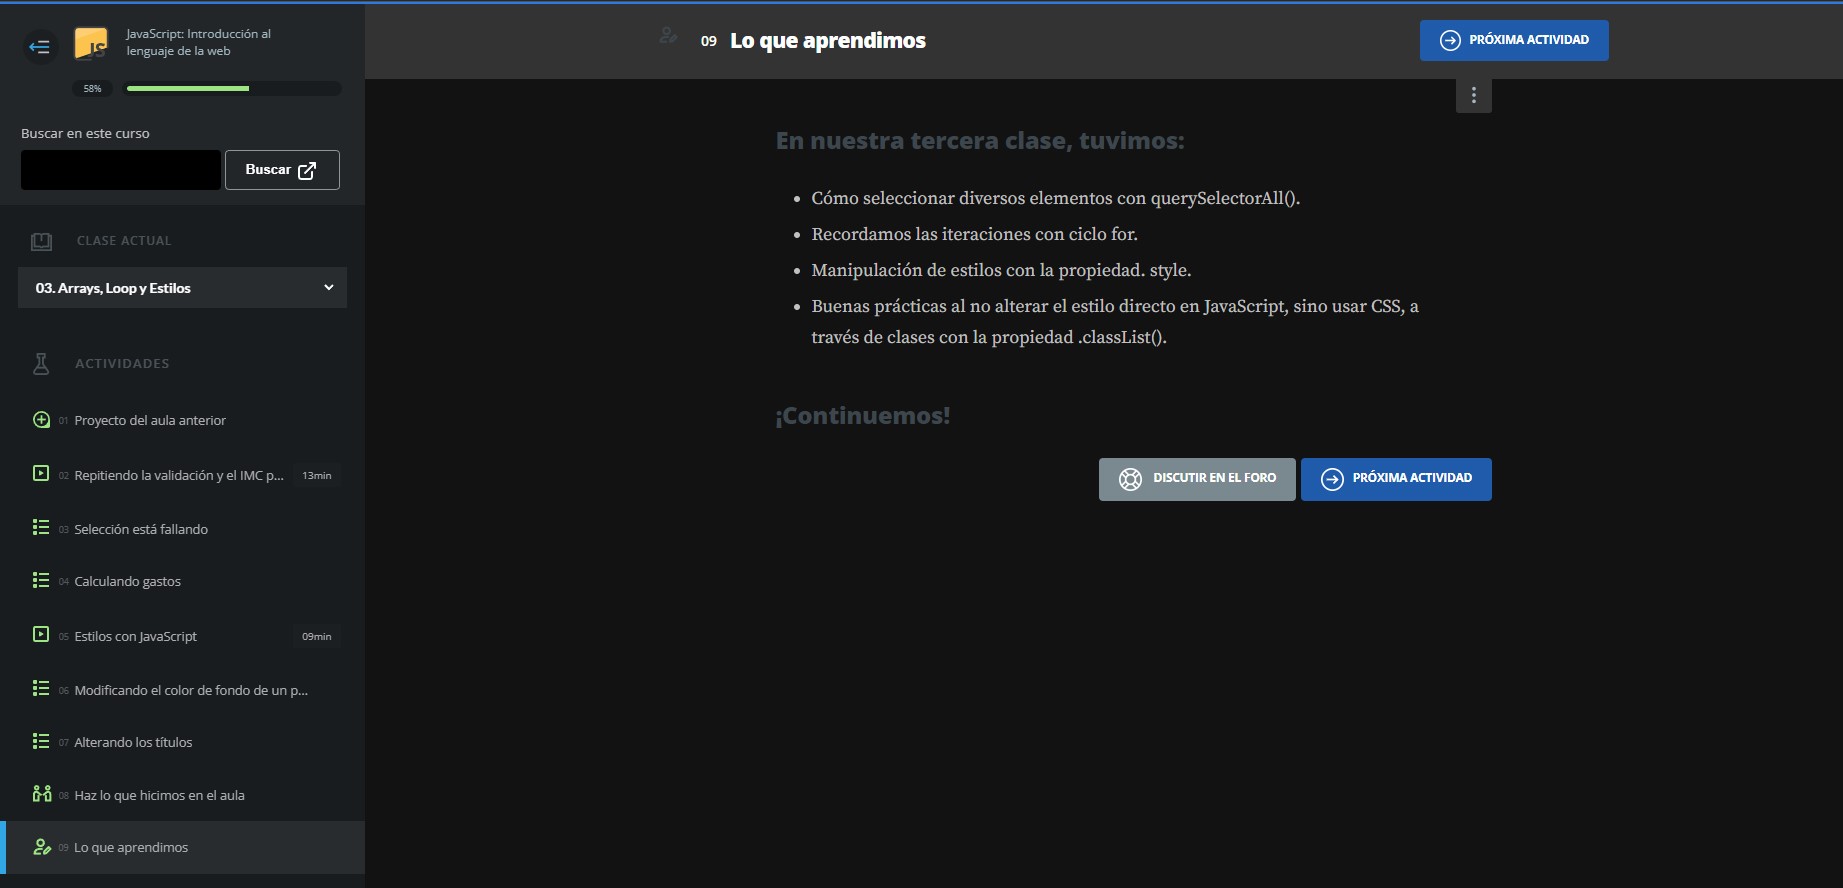 JS
JavaScript: Introducción al
lenguaje de la web
58%
Buscar en este curso
Buscar
CLASE ACTUAL
03. Arrays, Loop y Estilos
ACTIVIDADES
01 Proyecto del aula anterior
02 Repitiendo la validación y el IMC p... 13min
03 Selección está fallando
04 Calculando gastos
05 Estilos con JavaScript 09min
06 Modificando el color de fondo de un p...
07 Alterando los títulos
08 Haz lo que hicimos en el aula
09 Lo que aprendimos
09 Lo que aprendimos
PRÓXIMA ACTIVIDAD
En nuestra tercera clase, tuvimos:
• Cómo seleccionar diversos elementos con querySelectorAll().
• Recordamos las iteraciones con ciclo for.
• Manipulación de estilos con la propiedad. style.
• Buenas prácticas al no alterar el estilo directo en JavaScript, sino usar CSS, a
través de clases con la propiedad .classList().
¡Continuemos!
DISCUTIR EN EL FORO
PRÓXIMA ACTIVIDAD